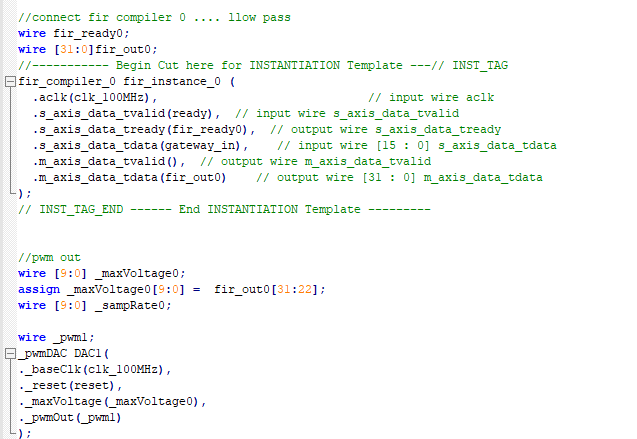 //connect fir compiler 0 .... llow pass
wire fir_ready0;
wire [31:0]fir_out0;
//----------- Begin Cut here for INSTANTIATION Template ---// INST_TAG
fir_compiler_0 fir_instance_0 (
.aclk(clk_100MHz), // input wire aclk
.s_axis_data_tvalid(ready), // input wire s_axis_data_tvalid
.s_axis_data_tready(fir_ready0), // output wire s_axis_data_tready
.s_axis_data_tdata(gateway_in), // input wire [15 : 0] s_axis_data_tdata
.m_axis_data_tvalid(), // output wire m_axis_data_tvalid
.m_axis_data_tdata(fir_out0) // output wire [31 : 0] m_axis_data_tdata
);
// INST_TAG_END ------ End INSTANTIATION Template ---------
//pwm out
wire [9:0] _maxVoltage0;
assign _maxVoltage0[9:0] = fir_out0[31:22];
wire [9:0] _sampRate0;
wire _pwm1;
_pwmDAC DAC1(
._baseClk(clk_100MHz),
._reset(reset),
._maxVoltage(_maxVoltage0),
._pwmOut(_pwm1)
);